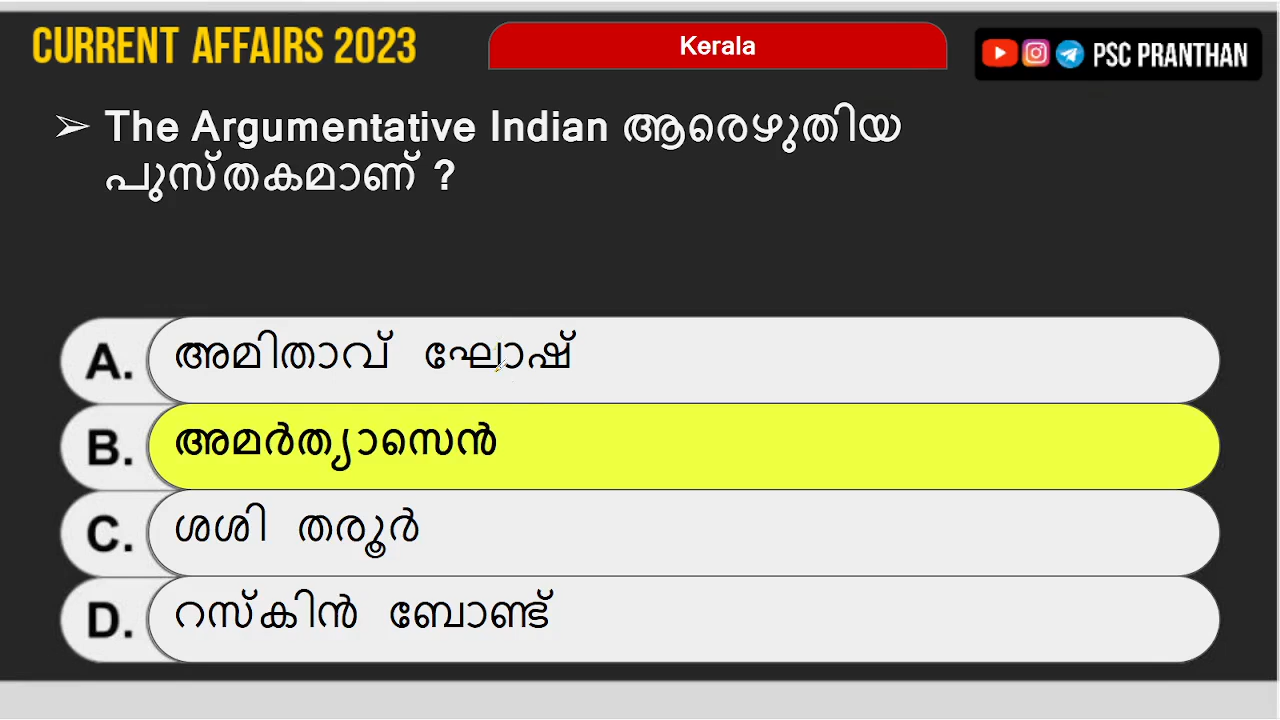 CURRENT AFFAIRS 2023
Kerala
PSC PRANTHAN
➢ The Argumentative Indian ആരെഴുതിയ
പുസ്തകമാണ് ?
A. അമിതാവ് ഘോഷ്
B. അമർത്യാസെൻ
C. ശശി തരൂർ
D. റസ്കിൻ ബോണ്ട്